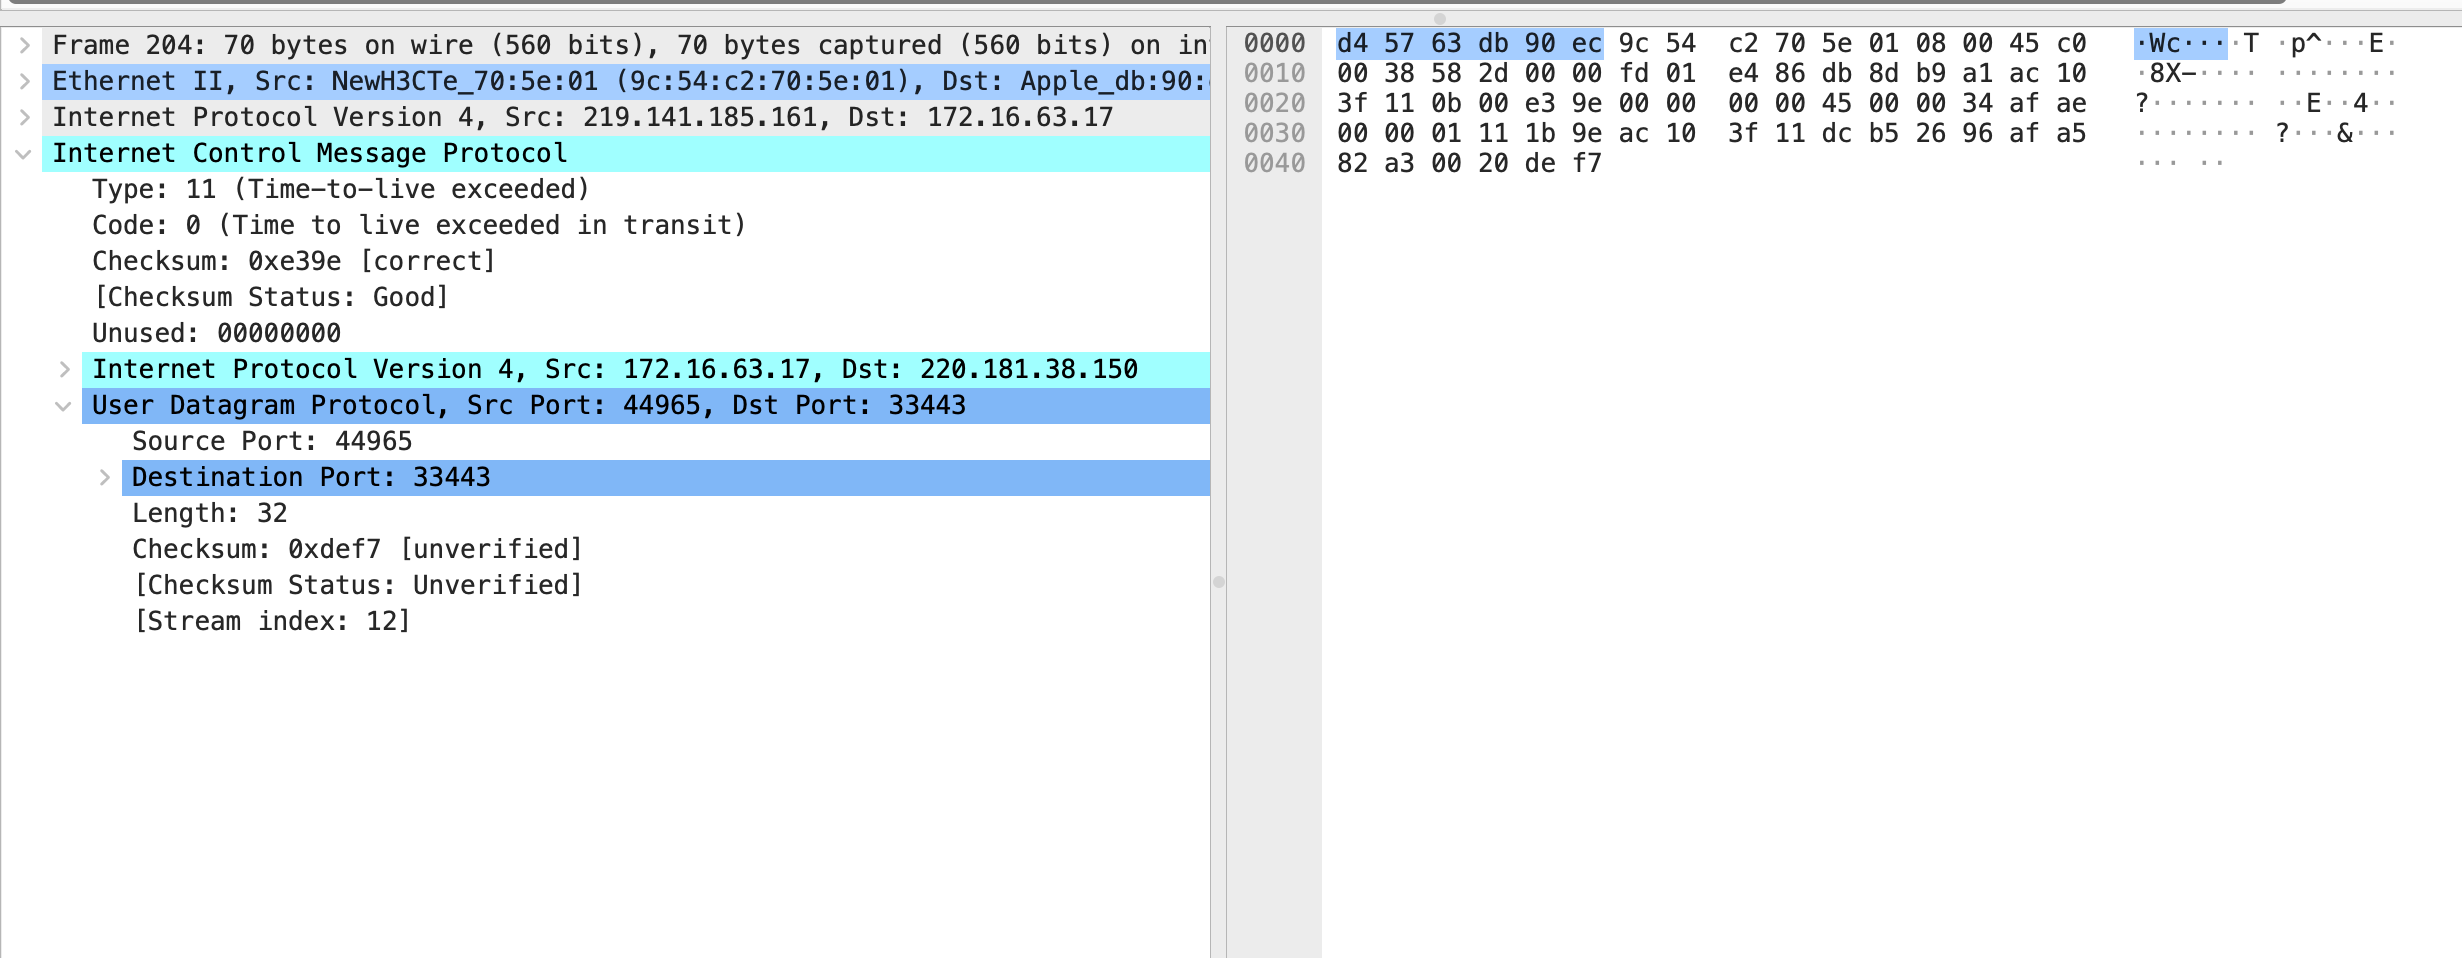 Frame 204: 70 bytes on wire (560 bits), 70 bytes captured (560 bits) on in
Ethernet II, Src: NewH3CTe_70:5e:01 (9c:54:c2:70:5e:01), Dst: Apple_db:90:
Internet Protocol Version 4, Src: 219.141.185.161, Dst: 172.16.63.17
Internet Control Message Protocol
Type: 11 (Time-to-live exceeded)
Code: 0 (Time to live exceeded in transit)
Checksum: 0xe39e [correct]
[Checksum Status: Good]
Unused: 00000000
Internet Protocol Version 4, Src: 172.16.63.17, Dst: 220.181.38.150
User Datagram Protocol, Src Port: 44965, Dst Port: 33443
Source Port: 44965
Destination Port: 33443
Length: 32
Checksum: 0xdef7 [unverified]
[Checksum Status: Unverified]
[Stream index: 12]
0000 d4 57 63 db 90 ec 9c 54 c2 70 5e 01 08 00 45 c0 ·Wc····T ·p^···E·
0010 00 38 58 2d 00 00 fd 01 e4 86 db 8d b9 a1 ac 10 ·8X-···· ········
0020 3f 11 0b 00 e3 9e 00 00 00 00 45 00 00 34 af ae ?······· ··E··4··
0030 00 00 01 11 1b 9e ac 10 3f 11 dc b5 26 96 af a5 ········ ?···&···
0040 82 a3 00 20 de f7 ··· ··